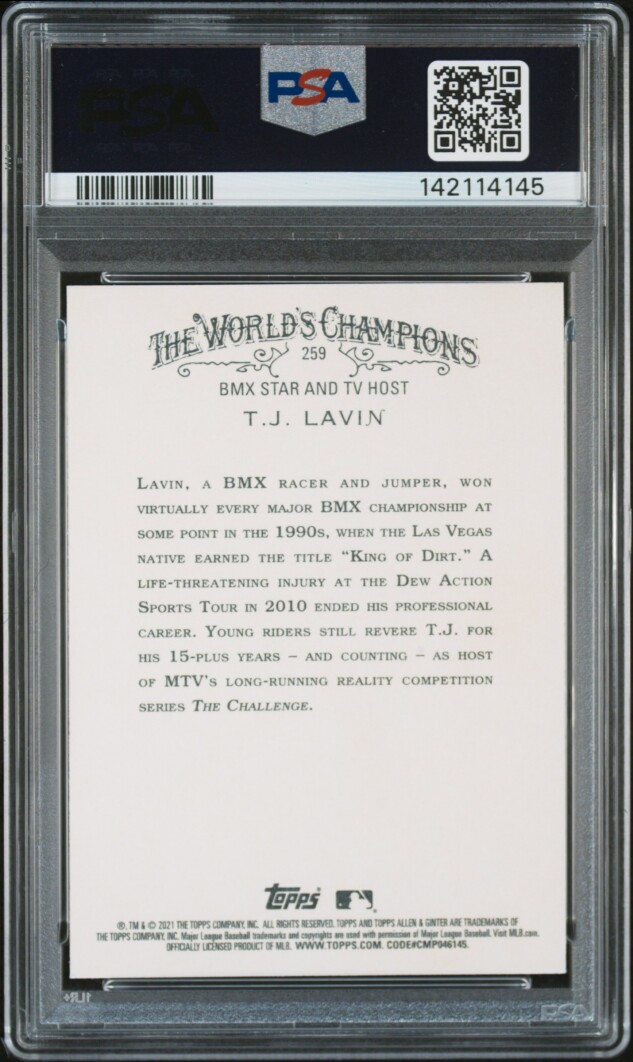 PSA
142114145
THE WORLD'S CHAMPIONS
259
BMX STAR AND TV HOST
T.J. LAVIN
LAVIN, A BMX RACER AND JUMPER, WON
VIRTUALLY EVERY MAJOR BMX CHAMPIONSHIP AT
SOME POINT IN THE 1990S, WHEN THE LAS VEGAS
NATIVE EARNED THE TITLE “KING OF DIRT.” A
LIFE-THREATENING INJURY AT THE DEW ACTION
SPORTS TOUR IN 2010 ENDED HIS PROFESSIONAL
CAREER. YOUNG RIDERS STILL REVERE T.J. FOR
HIS 15-PLUS YEARS – AND COUNTING – AS HOST
OF MTV'S LONG-RUNNING REALITY COMPETITION
SERIES THE CHALLENGE.
Topps
®, TM & © 2021 THE TOPPS COMPANY, INC. ALL RIGHTS RESERVED. TOPPS AND TOPPS ALLEN & GINTER ARE TRADEMARKS OF
THE TOPPS COMPANY, INC. Major League Baseball trademarks and copyrights are used with permission of Major League Baseball. Visit MLB.com.
OFFICIALLY LICENSED PRODUCT OF MLB. WWW.TOPPS.COM. CODE#CMP046145.
PSA